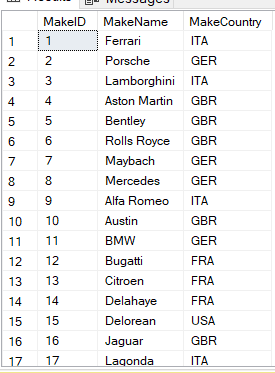 Results Messages
MakeID MakeName MakeCountry
1 1 Ferrari ITA
2 2 Porsche GER
3 3 Lamborghini ITA
4 4 Aston Martin GBR
5 5 Bentley GBR
6 6 Rolls Royce GBR
7 7 Maybach GER
8 8 Mercedes GER
9 9 Alfa Romeo ITA
10 10 Austin GBR
11 11 BMW GER
12 12 Bugatti FRA
13 13 Citroen FRA
14 14 Delahaye FRA
15 15 Delorean USA
16 16 Jaguar GBR
17 17 Lagonda ITA